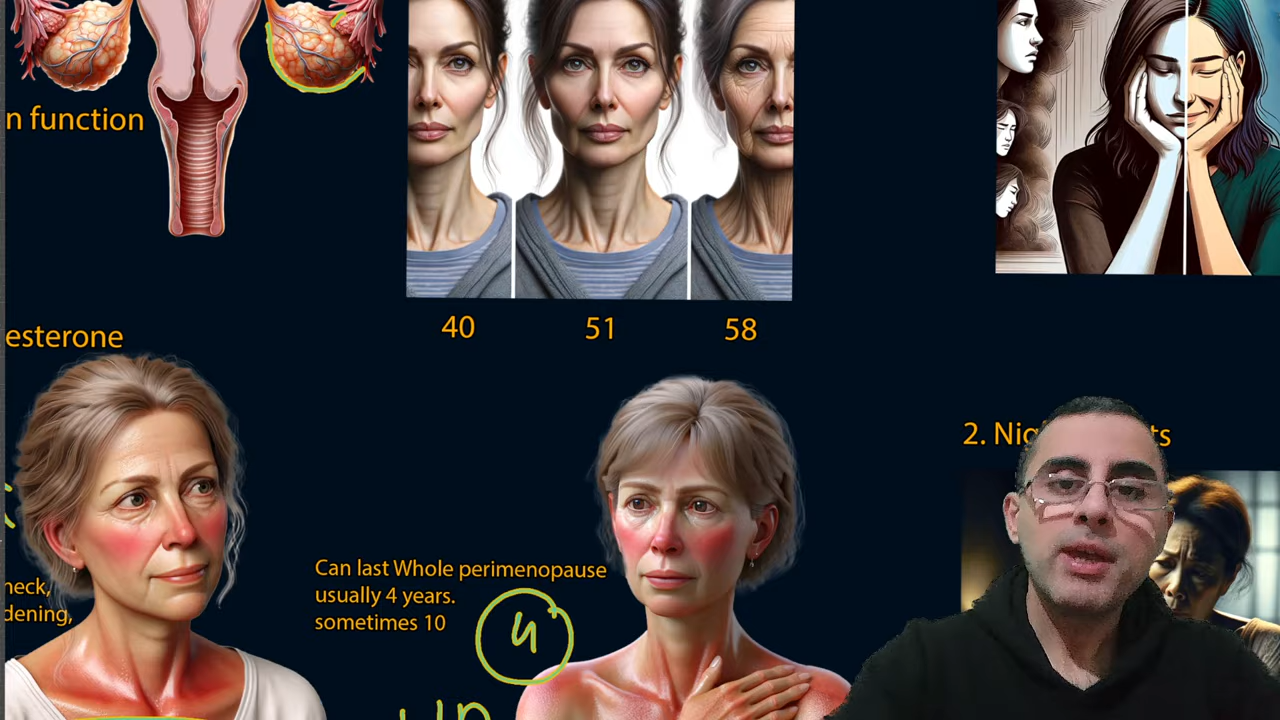 n function
40
51
58
esterone
2. Nig ts
Can last Whole perimenopause
usually 4 years.
sometimes 10
4
neck,
dening,